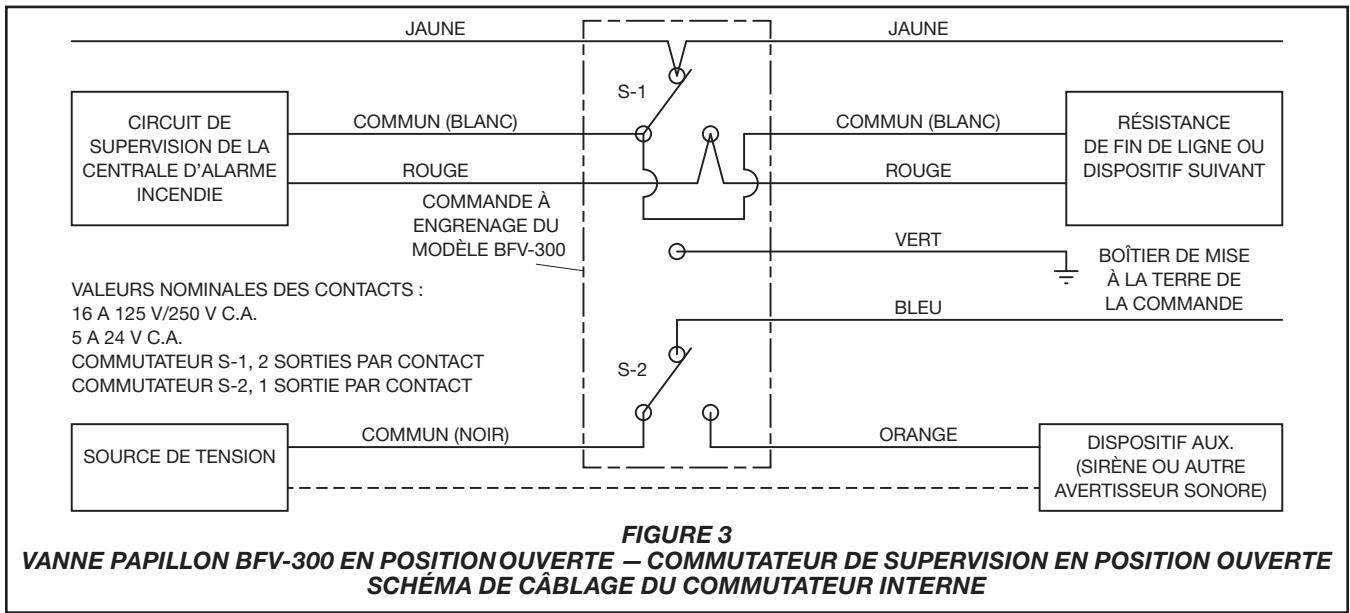 JAUNE
JAUNE
S-1
CIRCUIT DE
SUPERVISION DE LA
CENTRALE D'ALARME
INCENDIE
COMMUN (BLANC)
COMMUN (BLANC)
RÉSISTANCE
DE FIN DE LIGNE OU
DISPOSITIF SUIVANT
ROUGE
ROUGE
COMMANDE À
ENGRENAGE DU
MODÈLE BFV-300
VERT
BOÎTIER DE MISE
À LA TERRE DE
LA COMMANDE
VALEURS NOMINALES DES CONTACTS :
16 A 125 V/250 V C.A.
5 A 24 V C.A.
COMMUTATEUR S-1, 2 SORTIES PAR CONTACT
COMMUTATEUR S-2, 1 SORTIE PAR CONTACT
BLEU
S-2
SOURCE DE TENSION
COMMUN (NOIR)
ORANGE
DISPOSITIF AUX.
(SIRÈNE OU AUTRE
AVERTISSEUR SONORE)
FIGURE 3
VANNE PAPILLON BFV-300 EN POSITION OUVERTE — COMMUTATEUR DE SUPERVISION EN POSITION OUVERTE
SCHÉMA DE CÂBLAGE DU COMMUTATEUR INTERNE